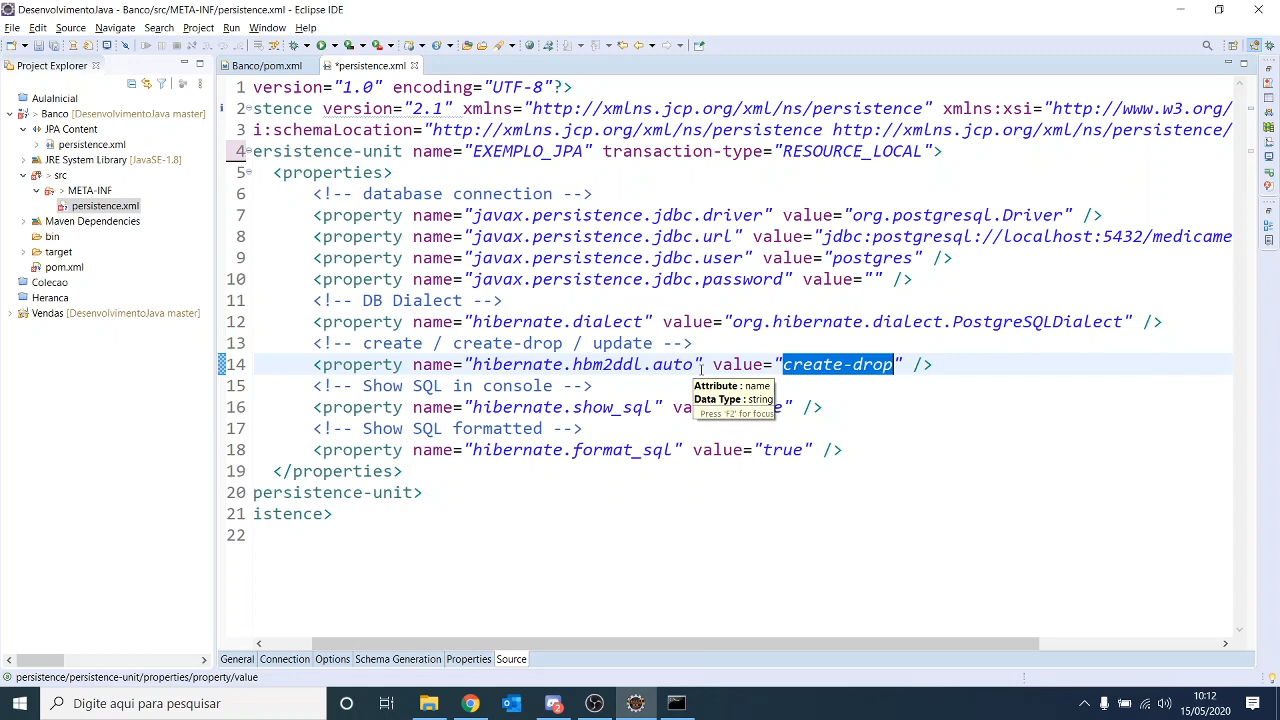 DesenvolvimentoJava - Banco/src/META-INF/persistence.xml - Eclipse IDE
File Edit Source Navigate Search Project Run Window Help
Project Explorer
Banco/pom.xml
*persistence.xml
AulaInicial
> Banco [DesenvolvimentoJava master]
JPA Content
persistence.xml
JRE System Library [JavaSE-1.8]
> src
> META-INF
persistence.xml
Maven Dependencies
bin
target
pom.xml
Colecao
Heranca
Vendas [DesenvolvimentoJava master]
1 version="1.0" encoding="UTF-8"?>
2 stence version="2.1" xmlns="http://xmlns.jcp.org/xml/ns/persistence" xmlns:xsi="http://www.w3.org/
3 i:schemaLocation="http://xmlns.jcp.org/xml/ns/persistence http://xmlns.jcp.org/xml/ns/persistence/
4 ersistence-unit name="EXEMPLO_JPA" transaction-type="RESOURCE_LOCAL">
5 <properties>
6 <!-- database connection -->
7 <property name="javax.persistence.jdbc.driver" value="org.postgresql.Driver" />
8 <property name="javax.persistence.jdbc.url" value="jdbc:postgresql://localhost:5432/medicame
9 <property name="javax.persistence.jdbc.user" value="postgres" />
10 <property name="javax.persistence.jdbc.password" value="" />
11 <!-- DB Dialect -->
12 <property name="hibernate.dialect" value="org.hibernate.dialect.PostgreSQLDialect" />
13 <!-- create / create-drop / update -->
14 <property name="hibernate.hbm2ddl.auto" value="create-drop" />
15 <!-- Show SQL in console -->
16 <property name="hibernate.show_sql" va e" />
17 <!-- Show SQL formatted -->
18 <property name="hibernate.format_sql" value="true" />
19 </properties>
20 persistence-unit>
21 istence>
22
Attribute : name
Data Type : string
Press 'F2' for focus
General Connection Options Schema Generation Properties Source
persistence/persistence-unit/properties/property/value
Digite aqui para pesquisar
10:12
15/05/2020